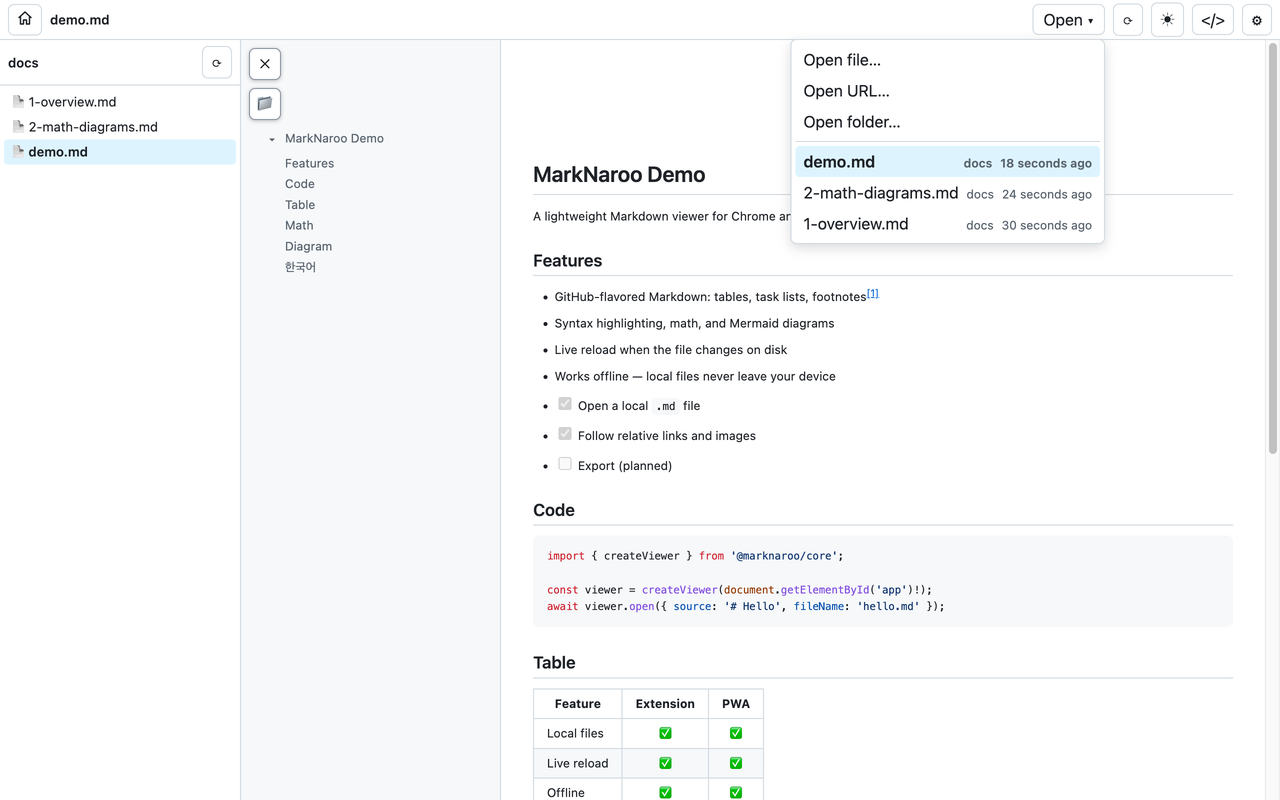 demo.md
Open ▾
</>
docs
1-overview.md
2-math-diagrams.md
demo.md
MarkNaroo Demo
Features
Code
Table
Math
Diagram
한국어
Open file...
Open URL...
Open folder...
demo.md docs 18 seconds ago
2-math-diagrams.md docs 24 seconds ago
1-overview.md docs 30 seconds ago
MarkNaroo Demo
A lightweight Markdown viewer for Chrome
Features
• GitHub-flavored Markdown: tables, task lists, footnotes[1]
• Syntax highlighting, math, and Mermaid diagrams
• Live reload when the file changes on disk
• Works offline — local files never leave your device
• Open a local .md file
• Follow relative links and images
• Export (planned)
Code
import { createViewer } from '@marknaroo/core';
const viewer = createViewer(document.getElementById('app')!);
await viewer.open({ source: '# Hello', fileName: 'hello.md' });
Table
Feature Extension PWA
Local files ✅ ✅
Live reload ✅ ✅
Offline ✅ ✅